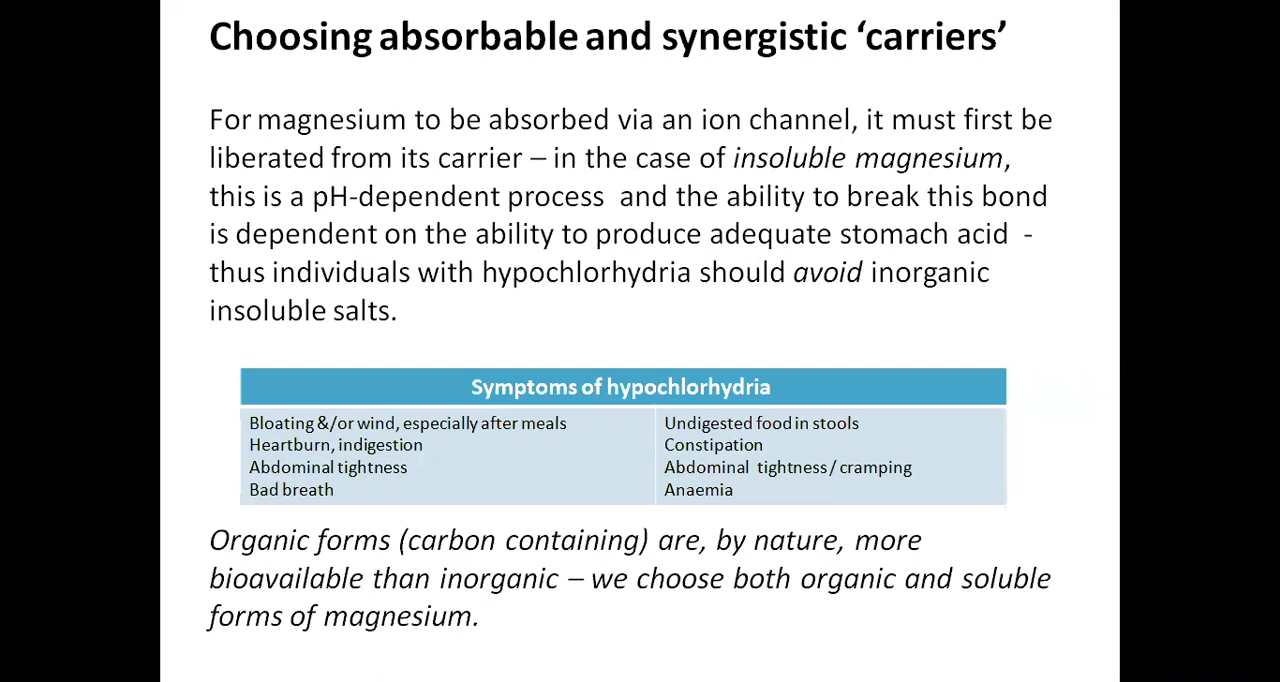 Choosing absorbable and synergistic ‘carriers’
For magnesium to be absorbed via an ion channel, it must first be
liberated from its carrier – in the case of insoluble magnesium,
this is a pH-dependent process and the ability to break this bond
is dependent on the ability to produce adequate stomach acid -
thus individuals with hypochlorhydria should avoid inorganic
insoluble salts.
Symptoms of hypochlorhydria
Bloating &/or wind, especially after meals
Heartburn, indigestion
Abdominal tightness
Bad breath
Undigested food in stools
Constipation
Abdominal tightness/ cramping
Anaemia
Organic forms (carbon containing) are, by nature, more
bioavailable than inorganic – we choose both organic and soluble
forms of magnesium.